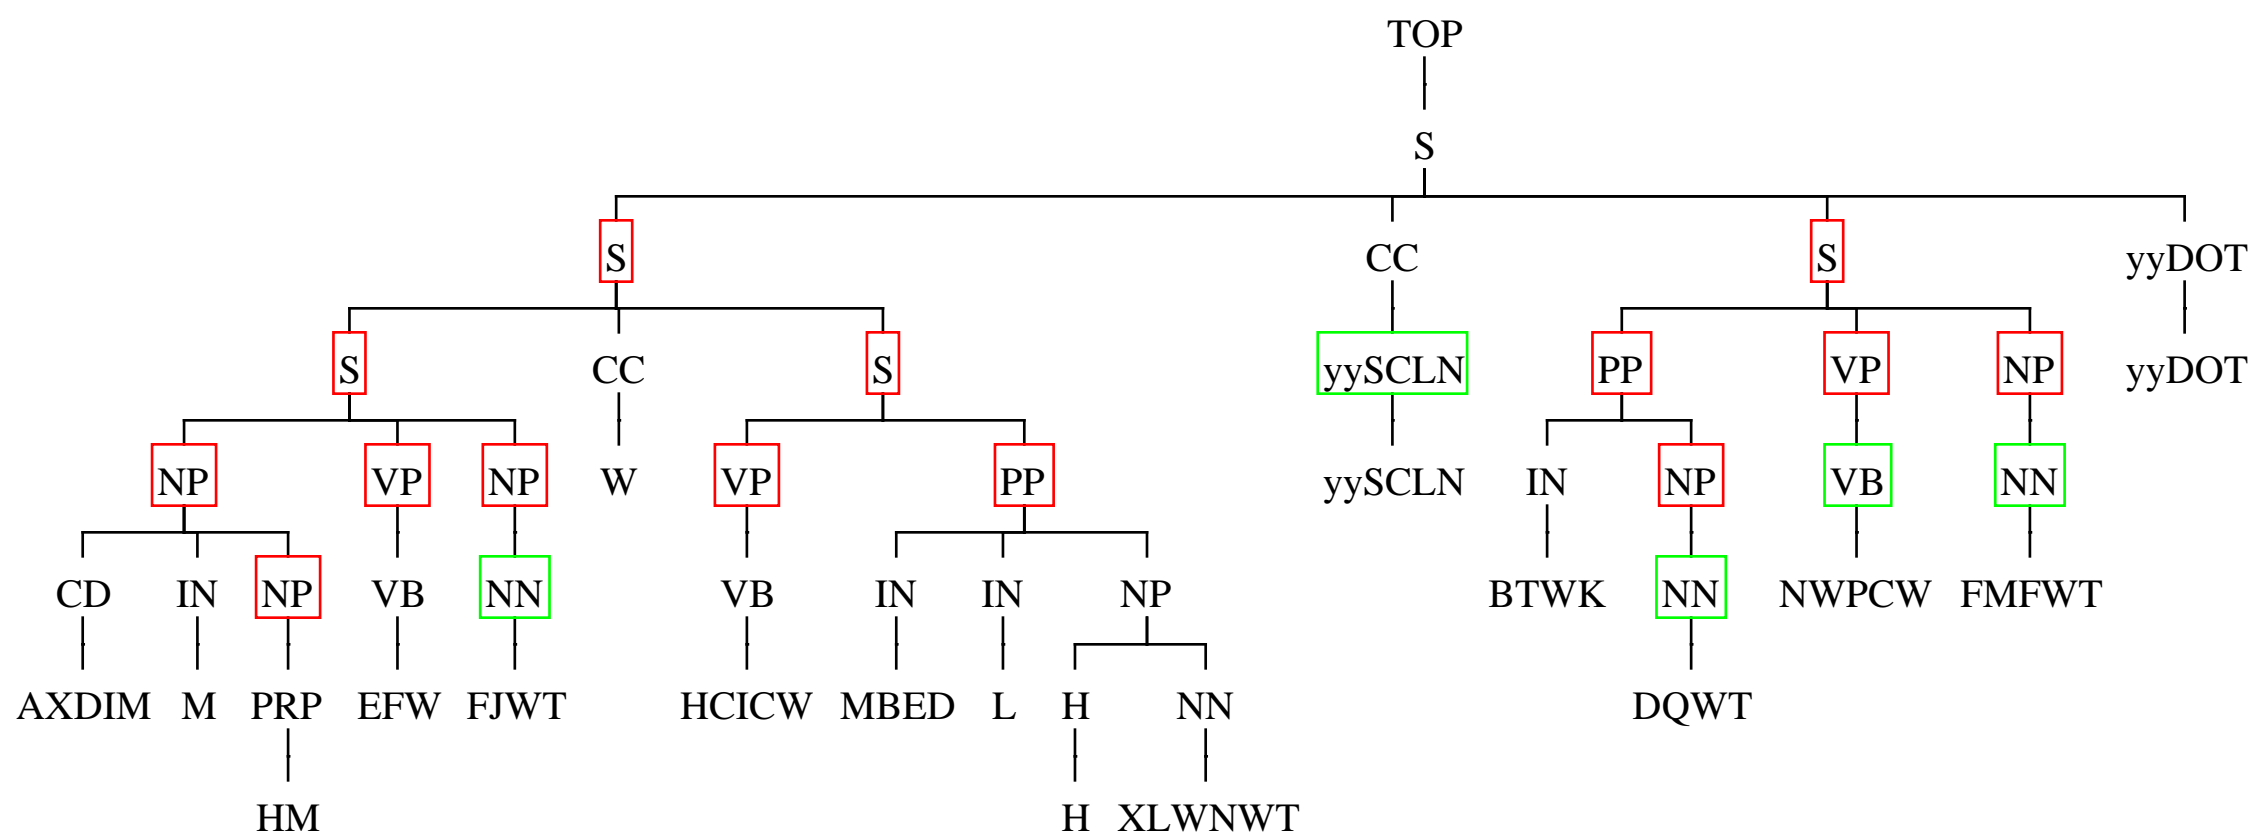 TOP
S
S CC S yyDOT
S CC S yySCLN PP VP NP yyDOT
NP VP NP W VP PP yySCLN IN NP VB NN
CD IN NP VB NN VB IN IN NP BTWK NN NWPCW FMFWT
AXDIM M PRP EFW FJWT HCICW MBED L H NN DQWT
HM H XLWNWT